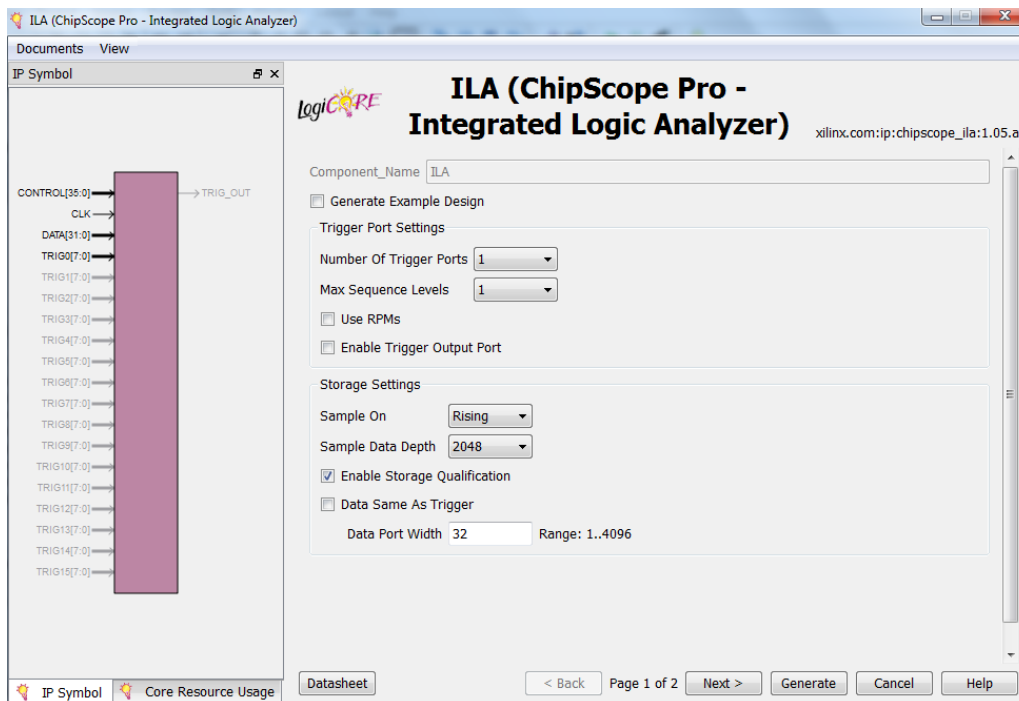 ILA (ChipScope Pro - Integrated Logic Analyzer)
Documents View
IP Symbol
CONTROL[35:0]
TRIG_OUT
CLK
DATA[31:0]
TRIG0[7:0]
TRIG1[7:0]
TRIG2[7:0]
TRIG3[7:0]
TRIG4[7:0]
TRIG5[7:0]
TRIG6[7:0]
TRIG7[7:0]
TRIG8[7:0]
TRIG9[7:0]
TRIG10[7:0]
TRIG11[7:0]
TRIG12[7:0]
TRIG13[7:0]
TRIG14[7:0]
TRIG15[7:0]
IP Symbol Core Resource Usage
logiCORE
ILA (ChipScope Pro -
Integrated Logic Analyzer)
xilinx.com:ip:chipscope_ila:1.05.a
Component_Name ILA
Generate Example Design
Trigger Port Settings
Number Of Trigger Ports 1
Max Sequence Levels 1
Use RPMs
Enable Trigger Output Port
Storage Settings
Sample On Rising
Sample Data Depth 2048
Enable Storage Qualification
Data Same As Trigger
Data Port Width 32 Range: 1..4096
Datasheet < Back Page 1 of 2 Next > Generate Cancel Help